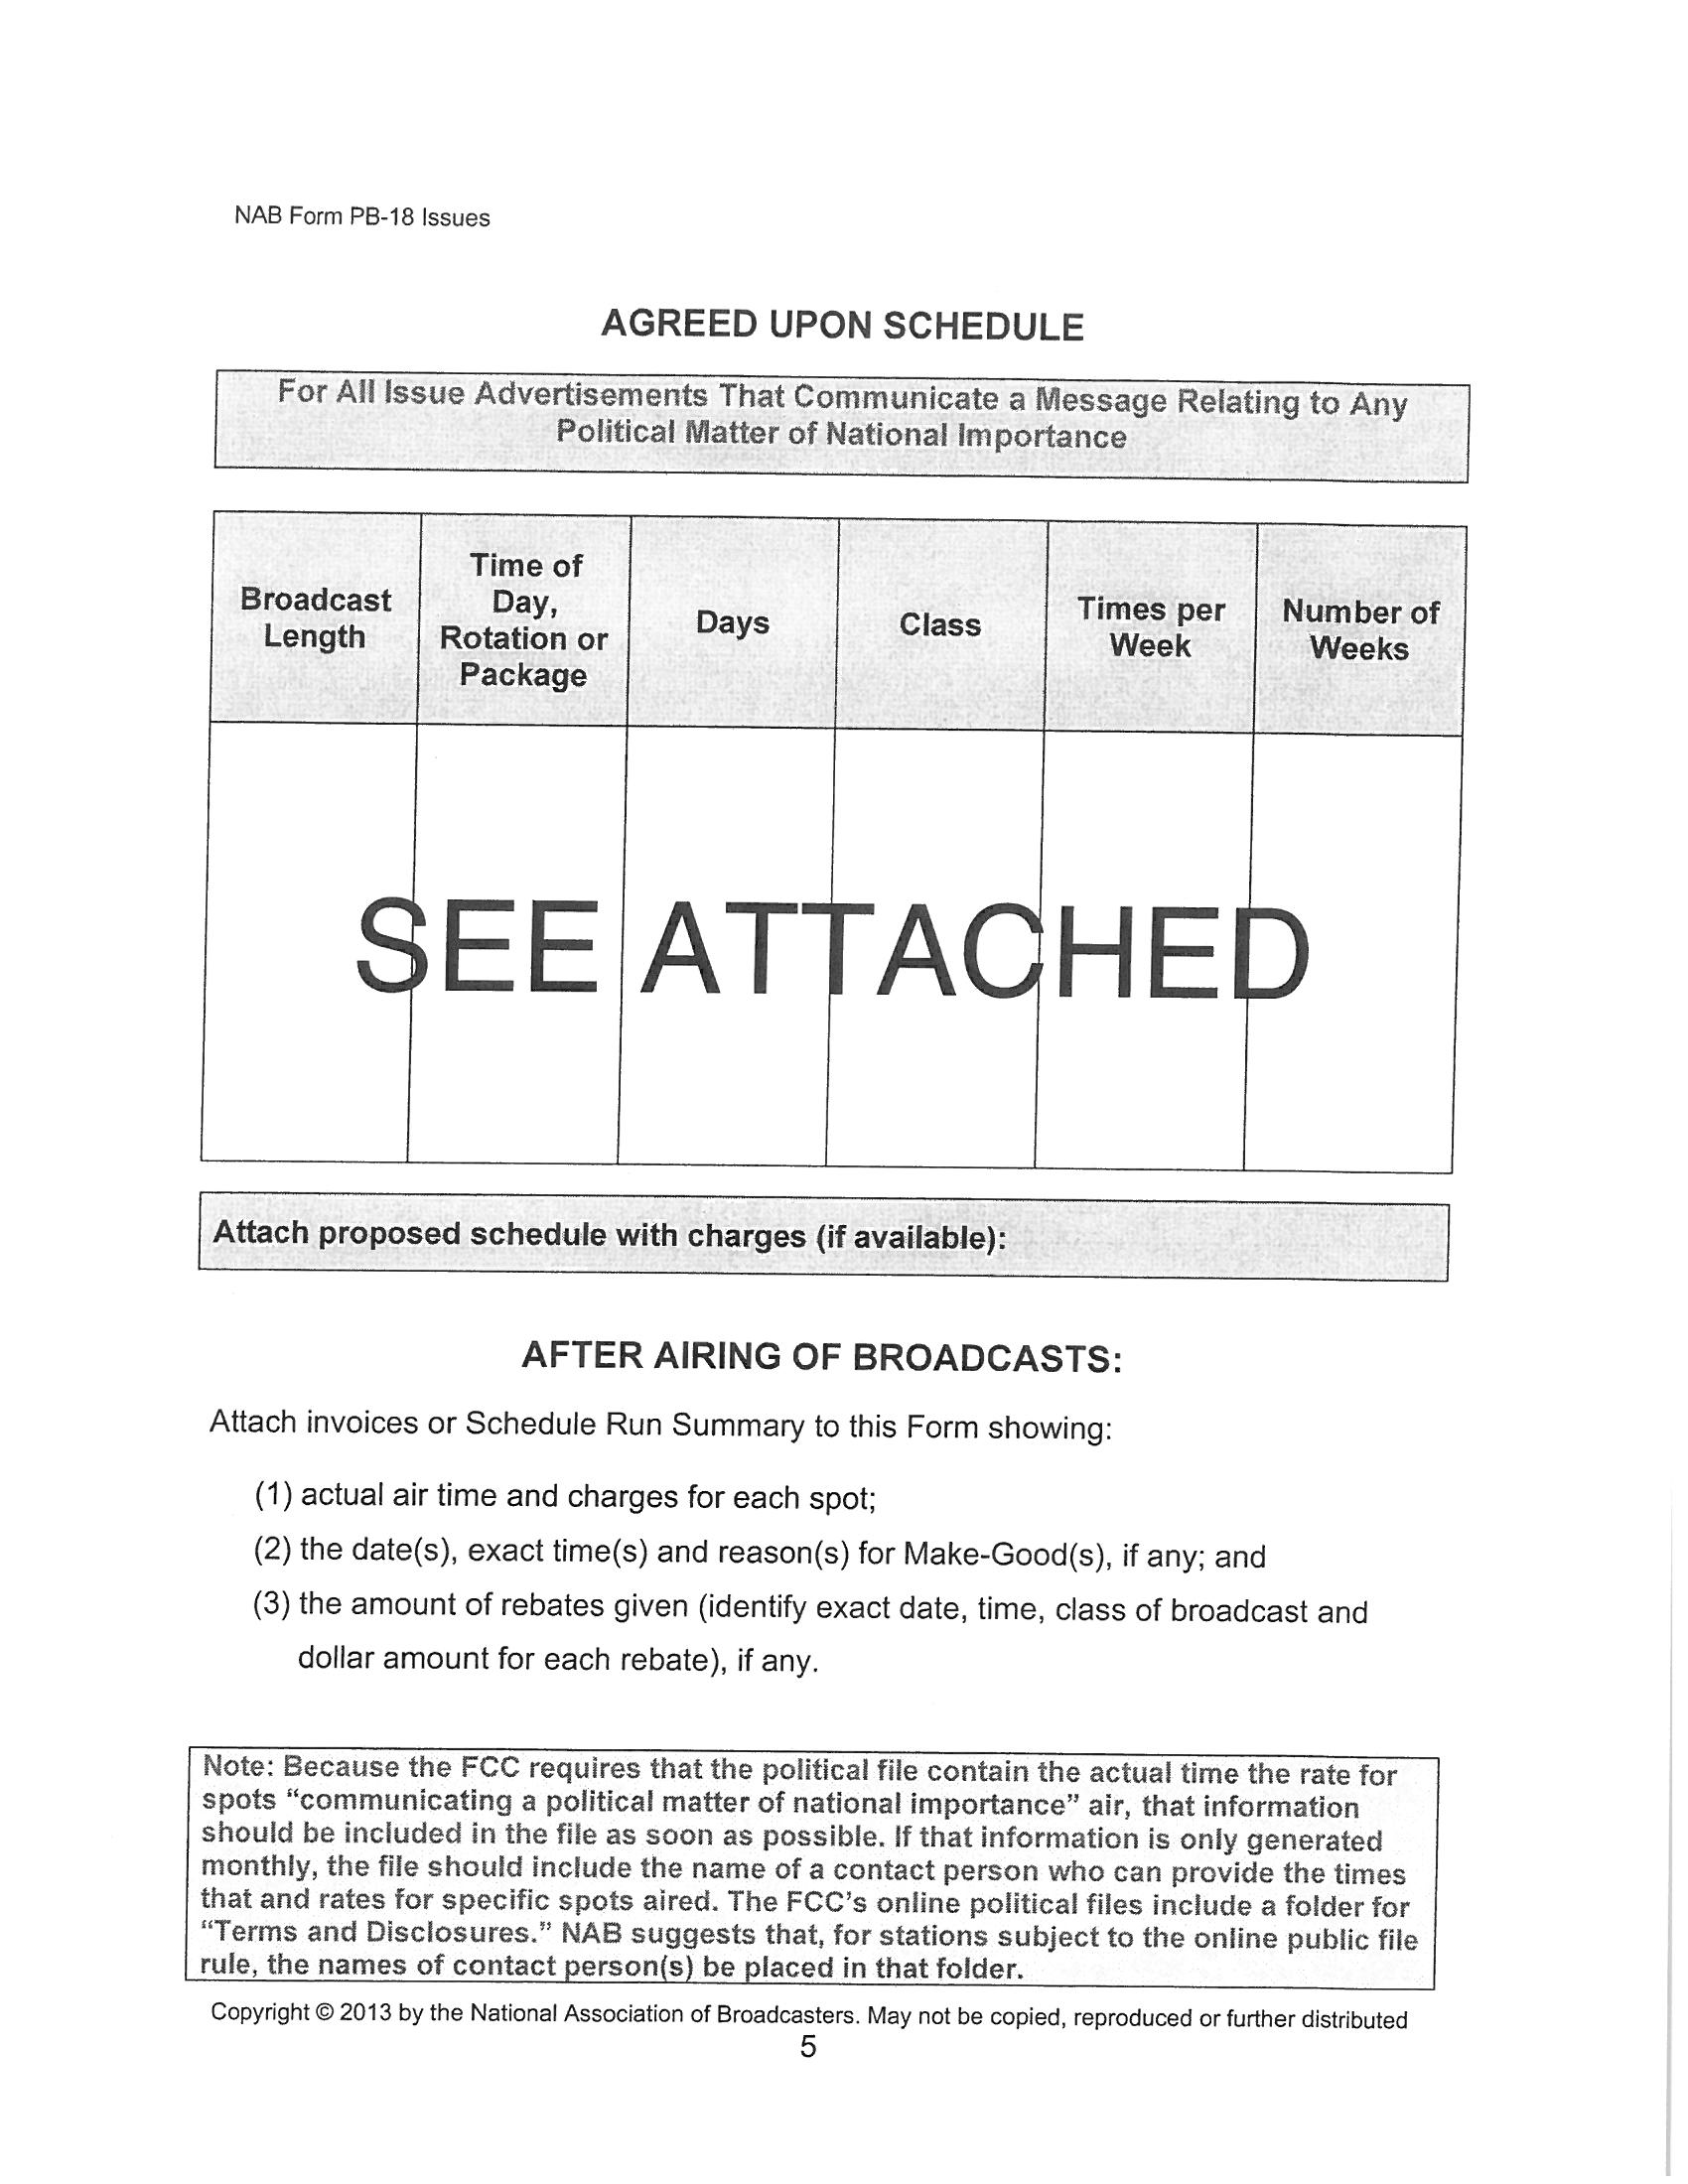 NAB Form PB-18 Issues
AGREED UPON SCHEDULE
For All Issue Advertisements That Communicate a Message Relating to Any
Political Matter of National Importance
Broadcast
Length
Time of
Day,
Rotation or
Package
Days
Class
Times per
Week
Number of
Weeks
SEE ATTACHED
Attach proposed schedule with charges (if available):
AFTER AIRING OF BROADCASTS:
Attach invoices or Schedule Run Summary to this Form showing:
(1) actual air time and charges for each spot;
(2) the date(s), exact time(s) and reason(s) for Make-Good(s), if any; and
(3) the amount of rebates given (identify exact date, time, class of broadcast and
dollar amount for each rebate), if any.
Note: Because the FCC requires that the political file contain the actual time the rate for
spots “communicating a political matter of national importance” air, that information
should be included in the file as soon as possible. If that information is only generated
monthly, the file should include the name of a contact person who can provide the times
that and rates for specific spots aired. The FCC’s online political files include a folder for
“Terms and Disclosures.” NAB suggests that, for stations subject to the online public file
rule, the names of contact person(s) be placed in that folder.
Copyright © 2013 by the National Association of Broadcasters. May not be copied, reproduced or further distributed
5